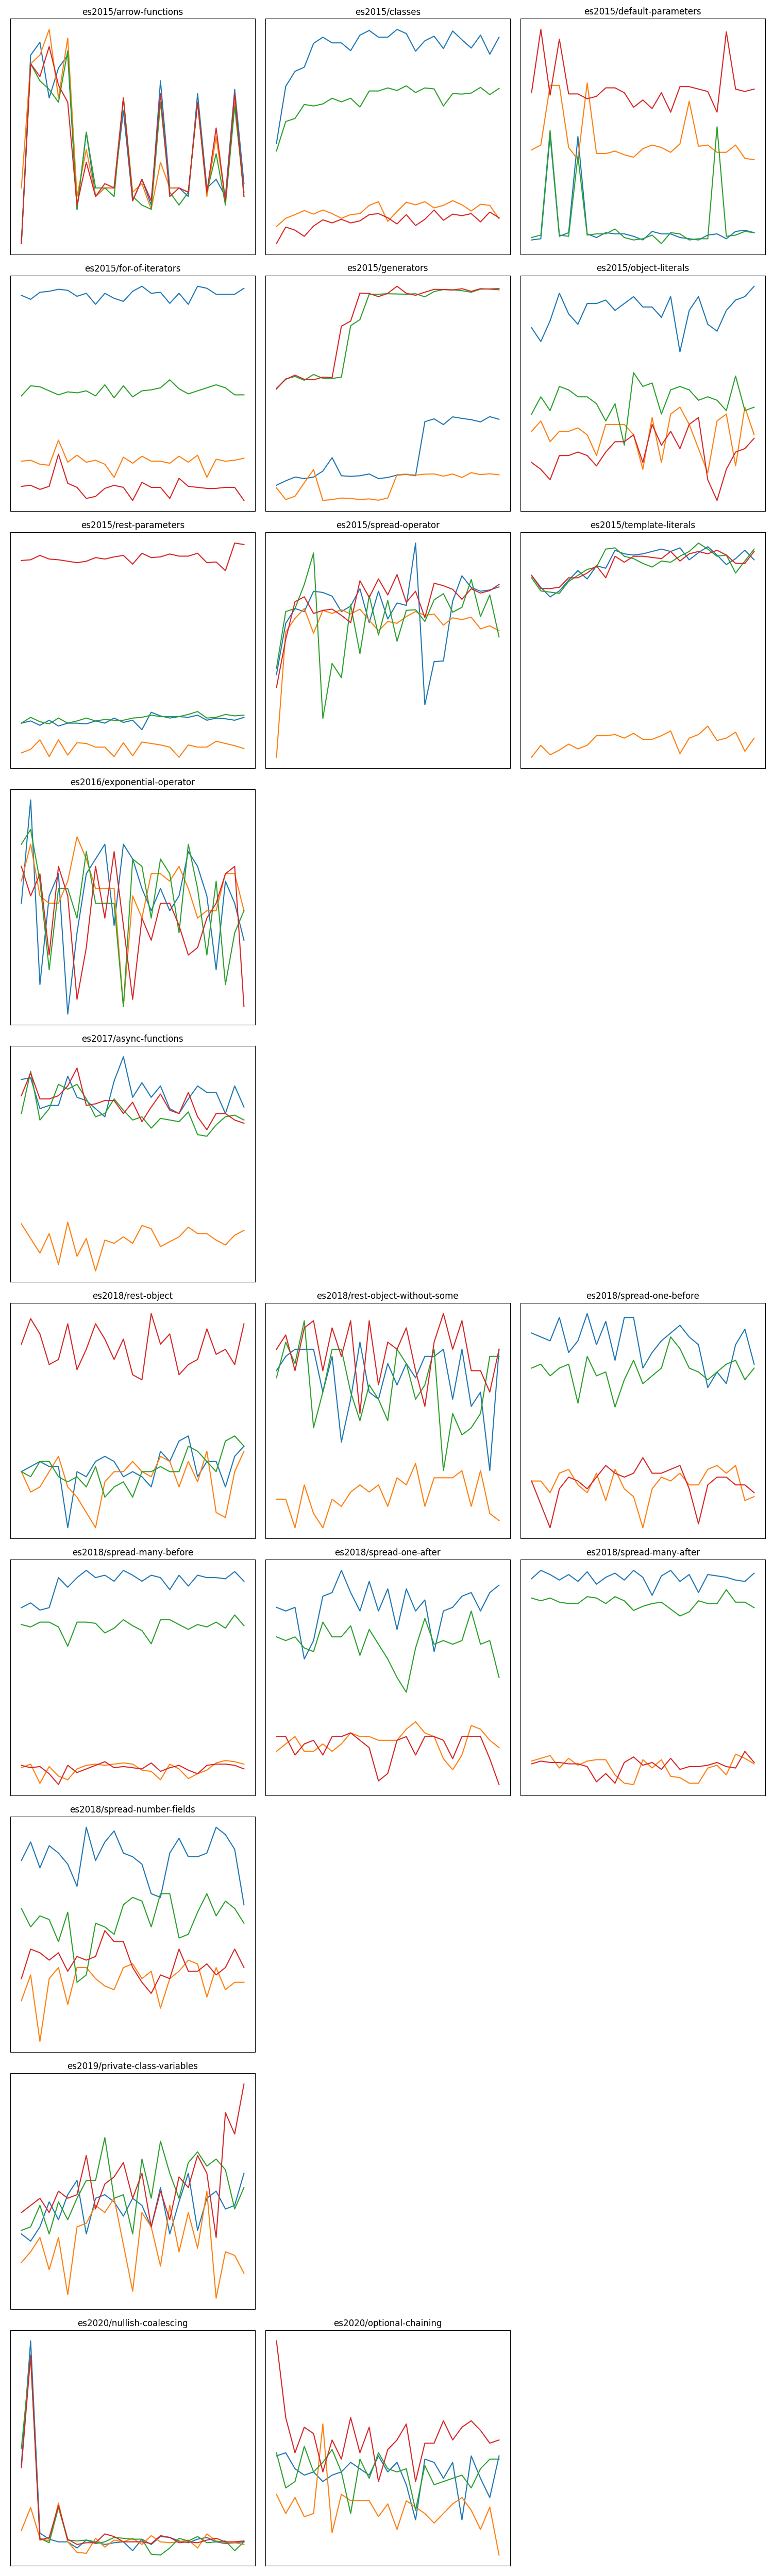 es2015/arrow-functions
es2015/classes
es2015/default-parameters
es2015/for-of-iterators
es2015/generators
es2015/object-literals
es2015/rest-parameters
es2015/spread-operator
es2015/template-literals
es2016/exponential-operator
es2017/async-functions
es2018/rest-object
es2018/rest-object-without-some
es2018/spread-one-before
es2018/spread-many-before
es2018/spread-one-after
es2018/spread-many-after
es2018/spread-number-fields
es2019/private-class-variables
es2020/nullish-coalescing
es2020/optional-chaining